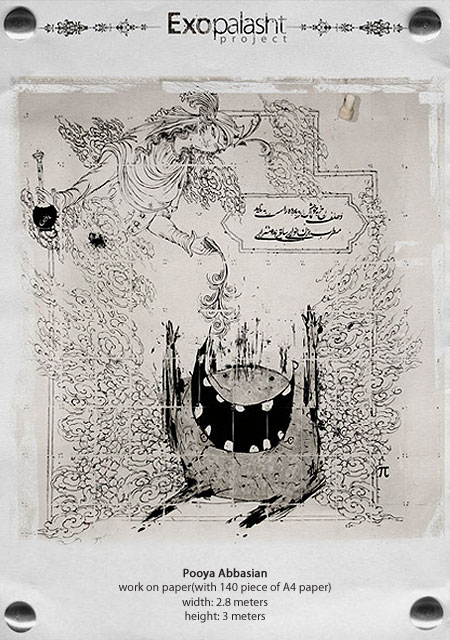 Exopalasht
project
π
Pooya Abbasian
work on paper(with 140 piece of A4 paper)
width: 2.8 meters
height: 3 meters